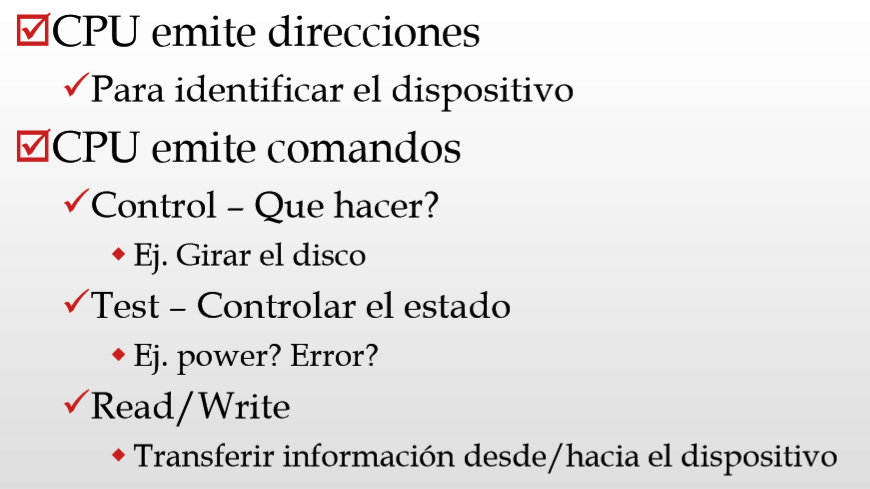 CPU emite direcciones
Para identificar el dispositivo
CPU emite comandos
Control – Que hacer?
Ej. Girar el disco
Test – Controlar el estado
Ej. power? Error?
Read/Write
Transferir información desde/hacia el dispositivo